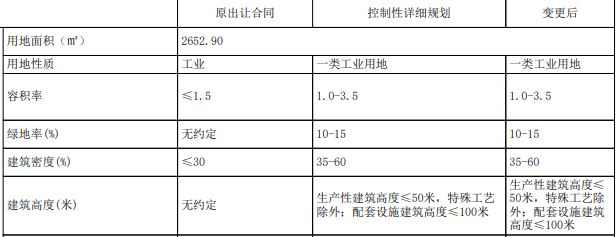 原出让合同 控制性详细规划 变更后
用地面积（㎡） 2652.90
用地性质 工业 一类工业用地 一类工业用地
容积率 ≤1.5 1.0-3.5 1.0-3.5
绿地率(%) 无约定 10-15 10-15
建筑密度(%) ≤30 35-60 35-60
建筑高度(米) 无约定
生产性建筑高度≤50米，特殊工艺
除外；配套设施建筑高度≤100米
生产性建筑高度≤
50米，特殊工艺除
外；配套设施建筑
高度≤100米